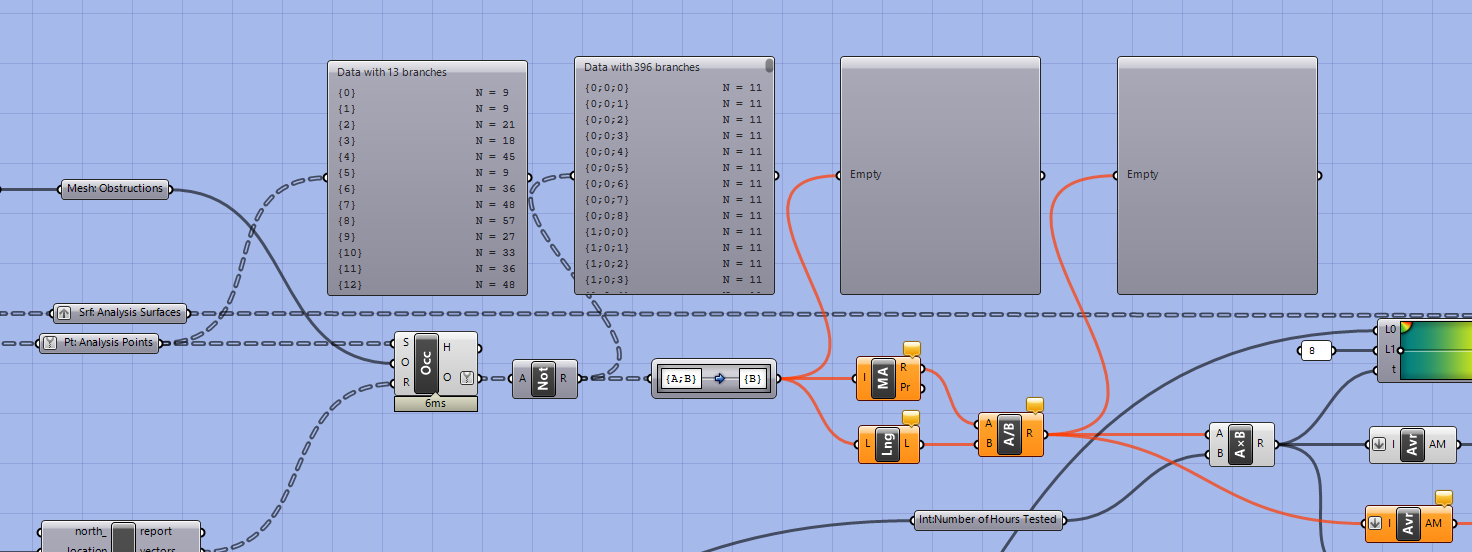 Data with 13 branches
{0} N = 9
{1} N = 9
{2} N = 21
{3} N = 18
{4} N = 45
{5} N = 9
{6} N = 36
{7} N = 48
{8} N = 57
{9} N = 27
{10} N = 33
{11} N = 36
{12} N = 48
Data with 396 branches
{0;0;0} N = 11
{0;0;1} N = 11
{0;0;2} N = 11
{0;0;3} N = 11
{0;0;4} N = 11
{0;0;5} N = 11
{0;0;6} N = 11
{0;0;7} N = 11
{0;0;8} N = 11
{1;0;0} N = 11
{1;0;1} N = 11
{1;0;2} N = 11
{1;0;3} N = 11
Empty
Empty
Mesh: Obstructions
Srf: Analysis Surfaces
Pt: Analysis Points
S
O
R
Occ
H
O
6ms
A
Not
R
{A;B}
{B}
I
MA
R
Pr
L
Lng
L
A
B
A/B
R
A
B
A×B
R
8
L0
L1
t
I
Avr
AM
I
Avr
AM
Int:Number of Hours Tested
north_
location
report
vectors